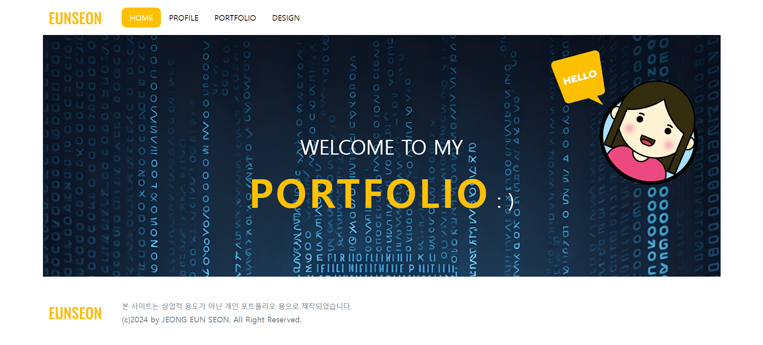 EUNSEON HOME PROFILE PORTFOLIO DESIGN
HELLO
WELCOME TO MY
PORTFOLIO : )
EUNSEON
본 사이트는 상업적 용도가 아닌 개인 포트폴리오 용으로 제작되었습니다.
(c)2024 by JEONG EUN SEON. All Right Reserved.